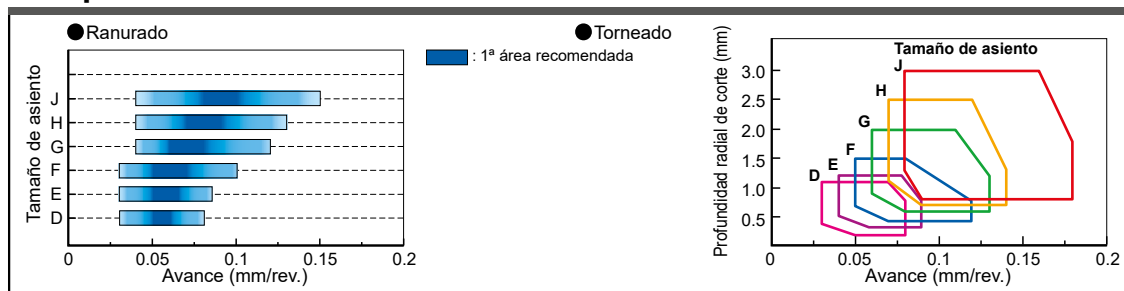 Ranurado
Tamaño de asiento
J
H
G
F
E
D
0
0.05
0.1
0.15
0.2
Avance (mm/rev.)
: 1ª área recomendada
Torneado
Profundidad radial de corte (mm)
Tamaño de asiento
3.0
2.5
2.0
1.5
1.0
0.5
J
H
G
F
E
D
0
0.05
0.1
0.15
0.2
Avance (mm/rev.)